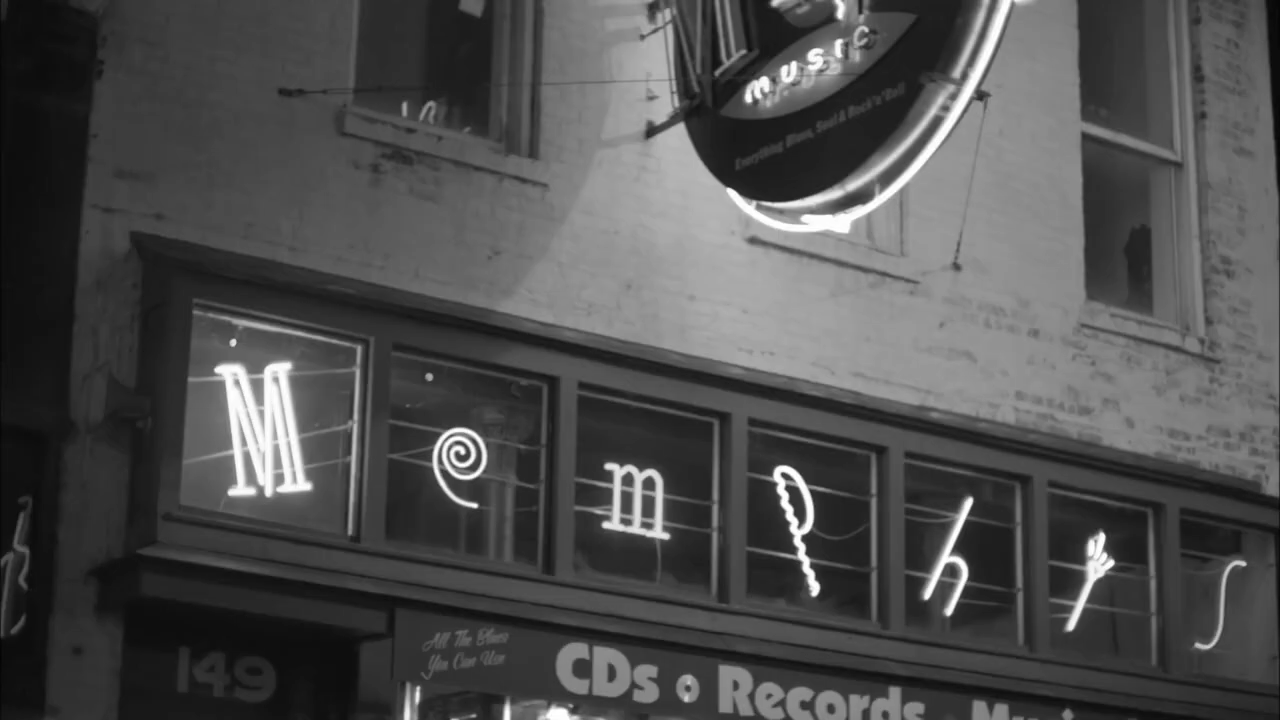 MUSIC
Everything Blues, Soul & Rock'n'Roll
Memphis
149
All The Blues
You Can Use
CDs • Records •